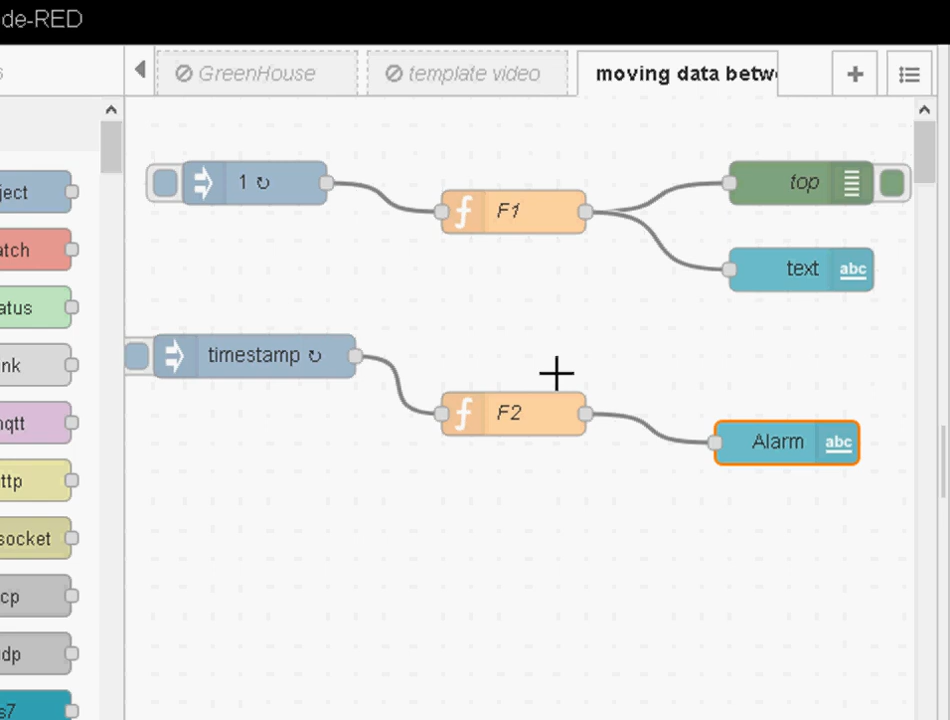 de-RED
s
GreenHouse
template video
moving data betw
ject
atch
atus
nk
nqtt
ttp
socket
cp
dp
s7
1 ↻
F1
top
text
abc
timestamp ↻
F2
Alarm
abc